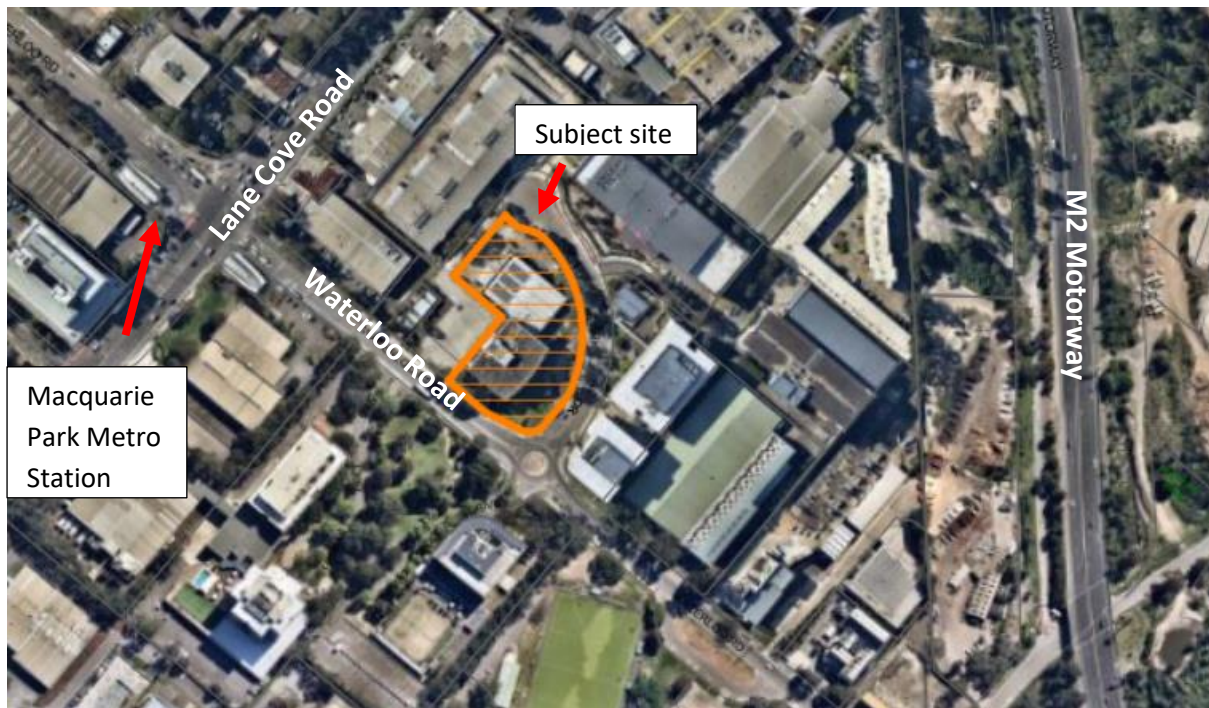 Subject site
Lane Cove Road
Waterloo Road
M2 Motorway
Macquarie
Park Metro
Station